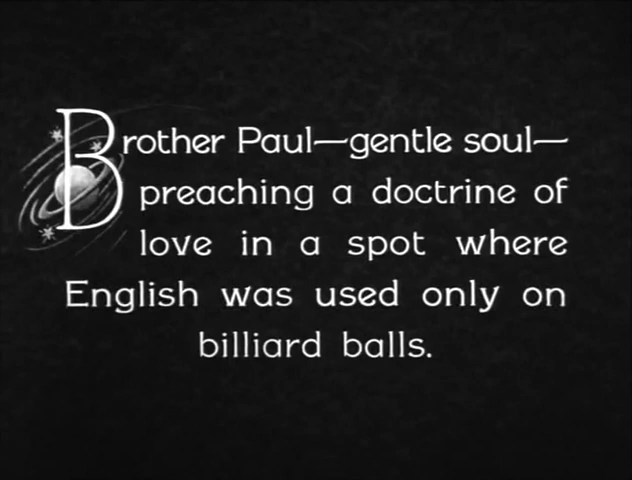 Brother Paul—gentle soul—
preaching a doctrine of
love in a spot where
English was used only on
billiard balls.